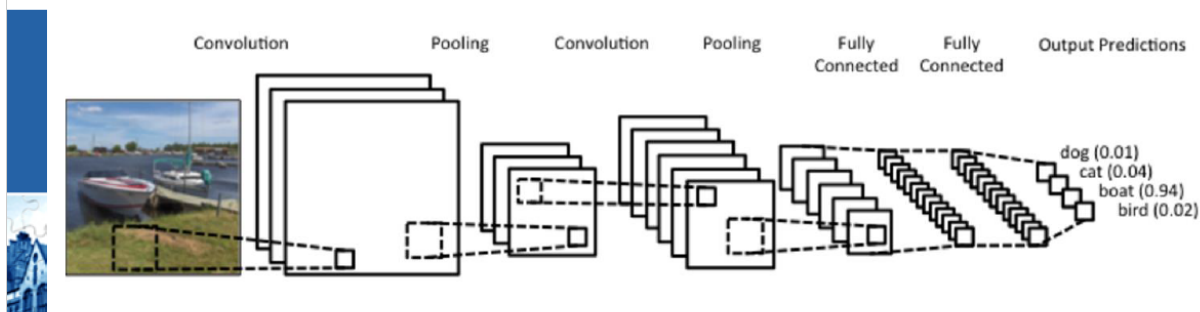 Convolution
Pooling
Convolution
Pooling
Fully
Connected
Fully
Connected
Output Predictions
dog (0.01)
cat (0.04)
boat (0.94)
bird (0.02)